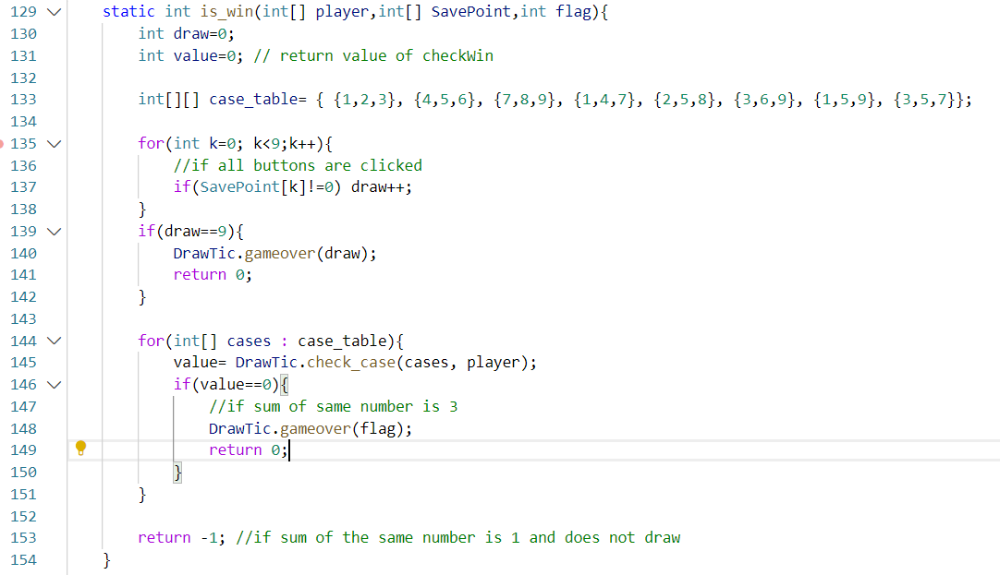 129 static int is_win(int[] player,int[] SavePoint,int flag){
130 int draw=0;
131 int value=0; // return value of checkWin
132
133 int[][] case_table= { {1,2,3}, {4,5,6}, {7,8,9}, {1,4,7}, {2,5,8}, {3,6,9}, {1,5,9}, {3,5,7}};
134
135 for(int k=0; k<9;k++){
136 //if all buttons are clicked
137 if(SavePoint[k]!=0) draw++;
138 }
139 if(draw==9){
140 DrawTic.gameover(draw);
141 return 0;
142 }
143
144 for(int[] cases : case_table){
145 value= DrawTic.check_case(cases, player);
146 if(value==0){
147 //if sum of same number is 3
148 DrawTic.gameover(flag);
149 return 0;
150 }
151 }
152
153 return -1; //if sum of the same number is 1 and does not draw
154 }